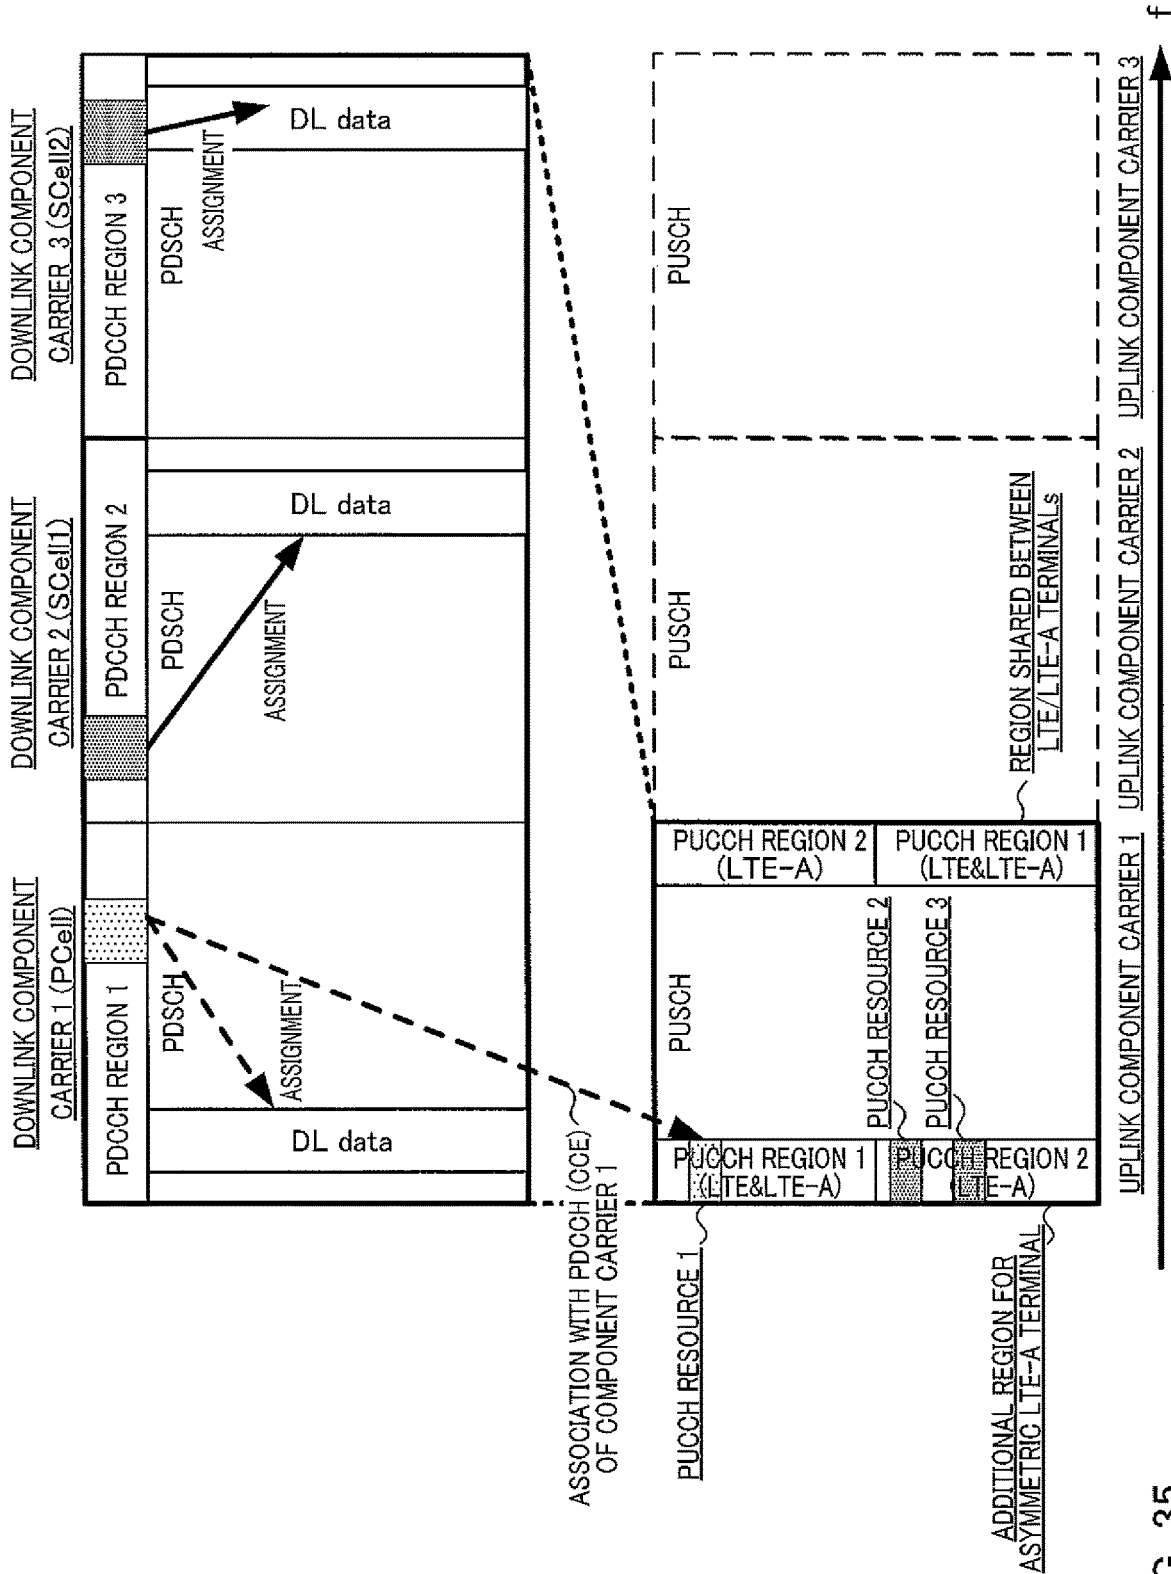 DOWNLINK COMPONENT
CARRIER 1 (PCell)
DOWNLINK COMPONENT
CARRIER 2 (SCell1)
DOWNLINK COMPONENT
CARRIER 3 (SCell2)
PDCCH REGION 1
PDCCH REGION 2
PDCCH REGION 3
PDSCH
PDSCH
PDSCH
ASSIGNMENT
ASSIGNMENT
ASSIGNMENT
DL data
DL data
DL data
ASSOCIATION WITH PDCCH (CCE)
OF COMPONENT CARRIER 1
PUCCH RESOURCE 1
PUCCH REGION 1
(LTE&LTE-A)
PUSCH
PUCCH REGION 2
(LTE-A)
PUSCH
PUSCH
PUCCH RESOURCE 2
PUCCH RESOURCE 3
PUCCH REGION 2
(LTE-A)
PUCCH REGION 1
(LTE&LTE-A)
REGION SHARED BETWEEN
LTE/LTE-A TERMINALS
ADDITIONAL REGION FOR
ASYMMETRIC LTE-A TERMINAL
UPLINK COMPONENT CARRIER 1
UPLINK COMPONENT CARRIER 2
UPLINK COMPONENT CARRIER 3
f
35